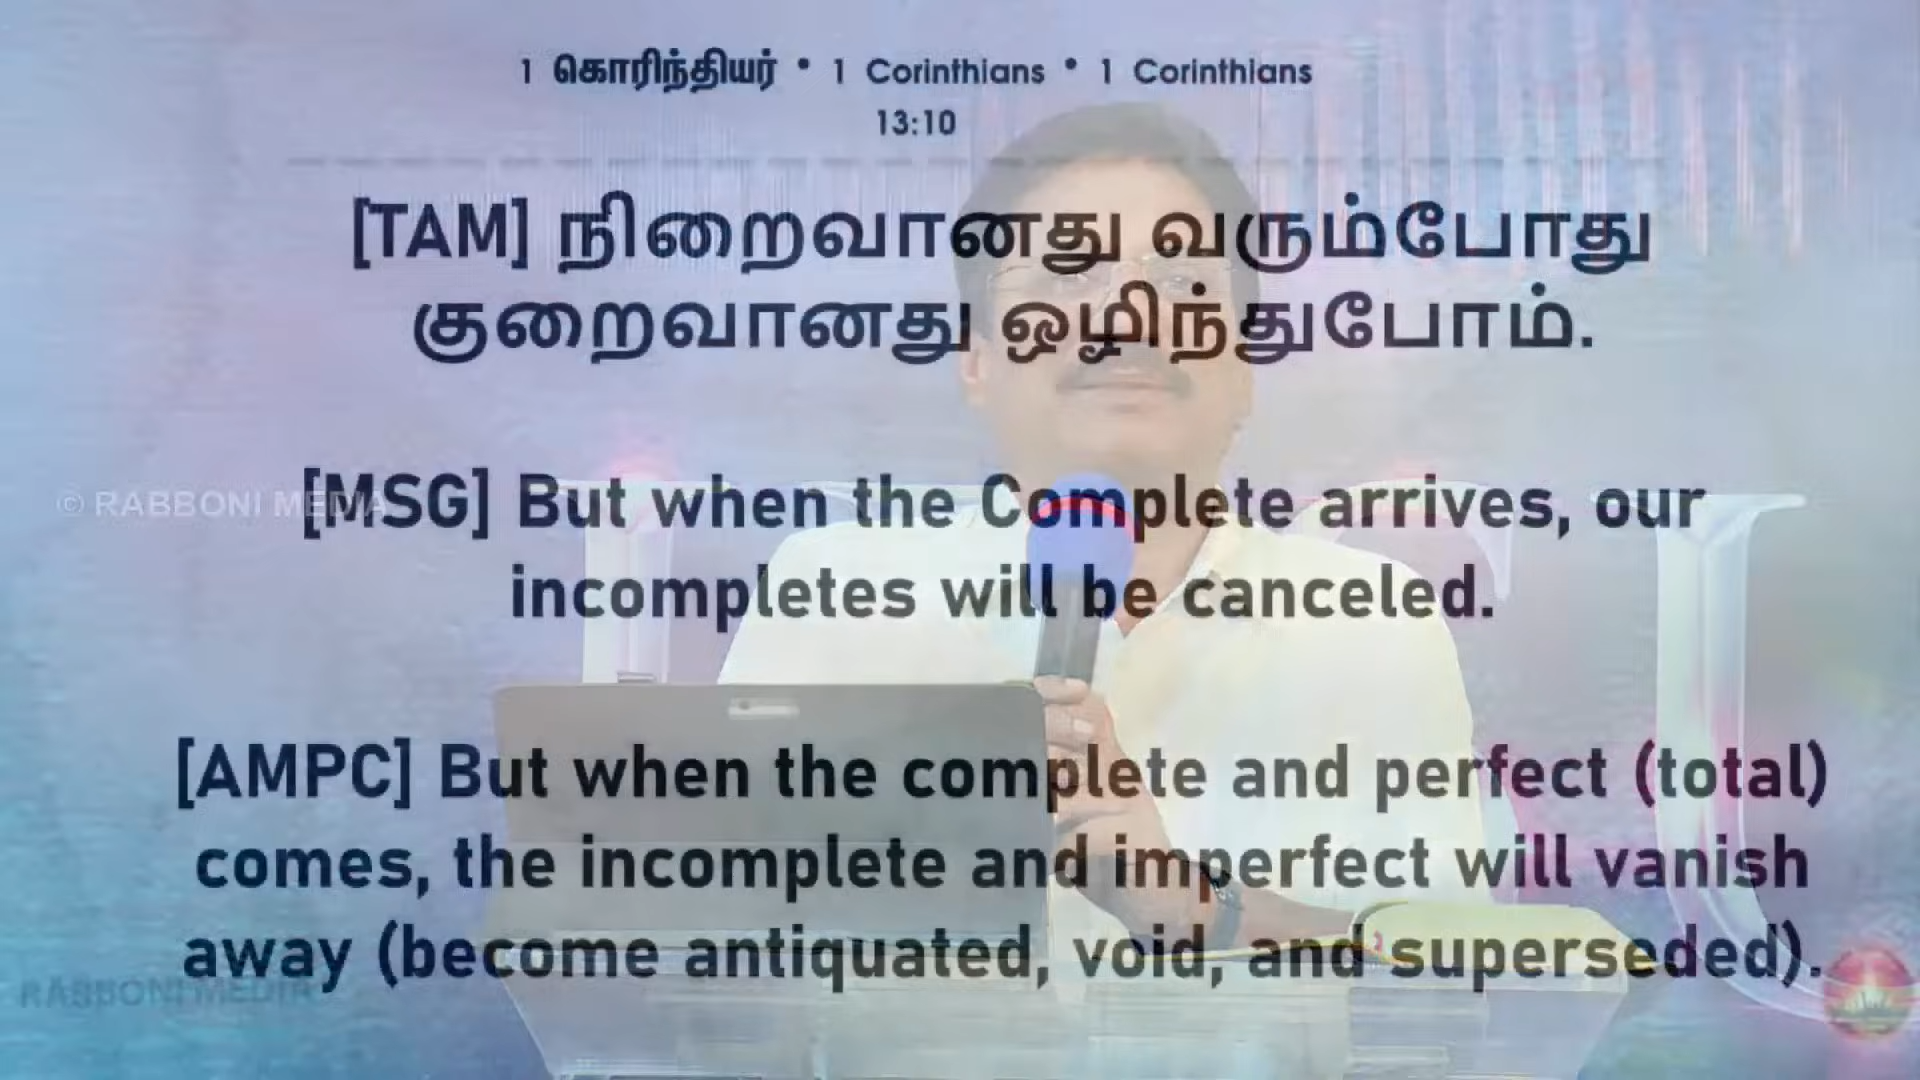 1 கொரிந்தியர் • 1 Corinthians • 1 Corinthians
13:10
[TAM] நிறைவானது வரும்போது
குறைவானது ஒழிந்துபோம்.
© RABBONI MEDIA
[MSG] But when the Complete arrives, our
incompletes will be canceled.
[AMPC] But when the complete and perfect (total)
comes, the incomplete and imperfect will vanish
away (become antiquated, void, and superseded).
RABBONI MEDIA